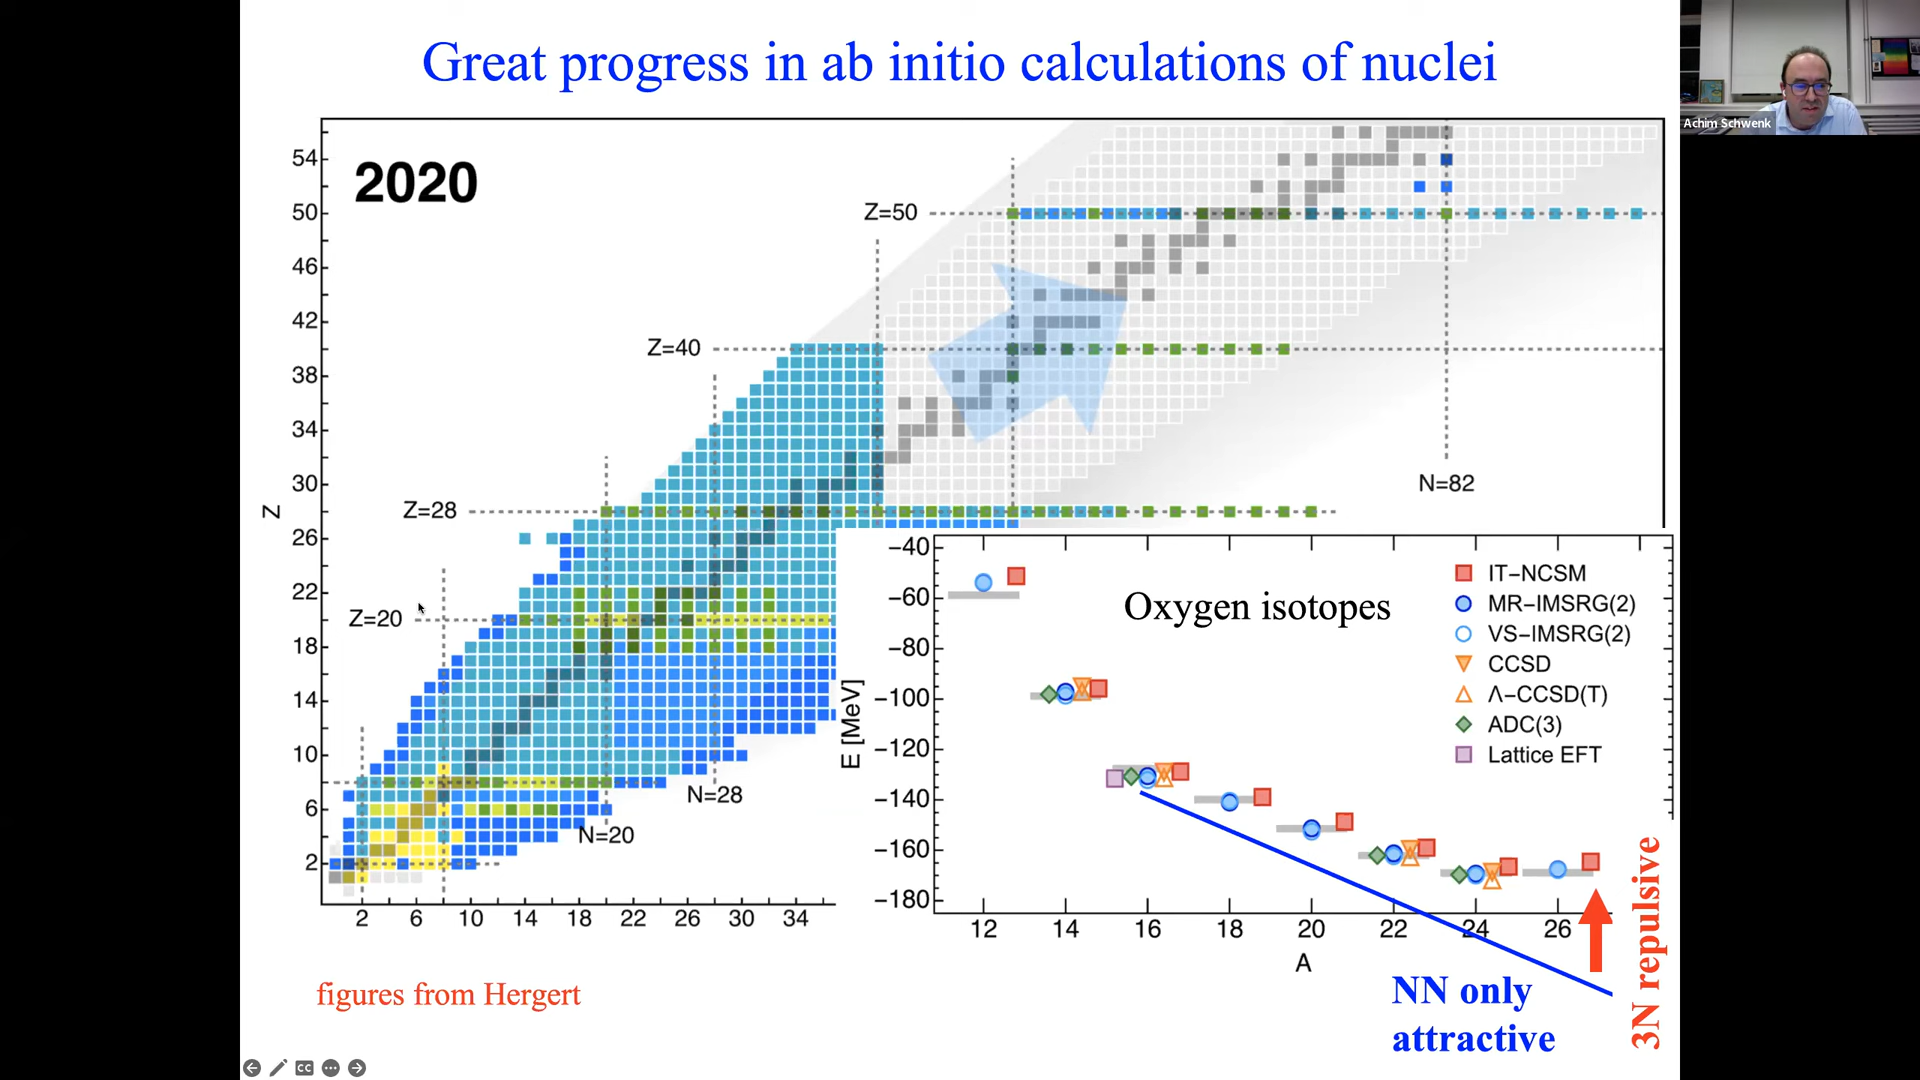 Great progress in ab initio calculations of nuclei
Achim Schwenk
2020
54
50
46
42
38
34
30
26
22
18
14
10
6
2
Z
Z=50
Z=40
Z=28
Z=20
N=82
N=28
N=20
2 6 10 14 18 22 26 30 34
Oxygen isotopes
IT−NCSM
MR−IMSRG(2)
VS−IMSRG(2)
CCSD
Λ−CCSD(T)
ADC(3)
Lattice EFT
−40
−60
−80
−100
−120
−140
−160
−180
E [MeV]
12 14 16 18 20 22 24 26
A
NN only
attractive
3N repulsive
figures from Hergert
CC